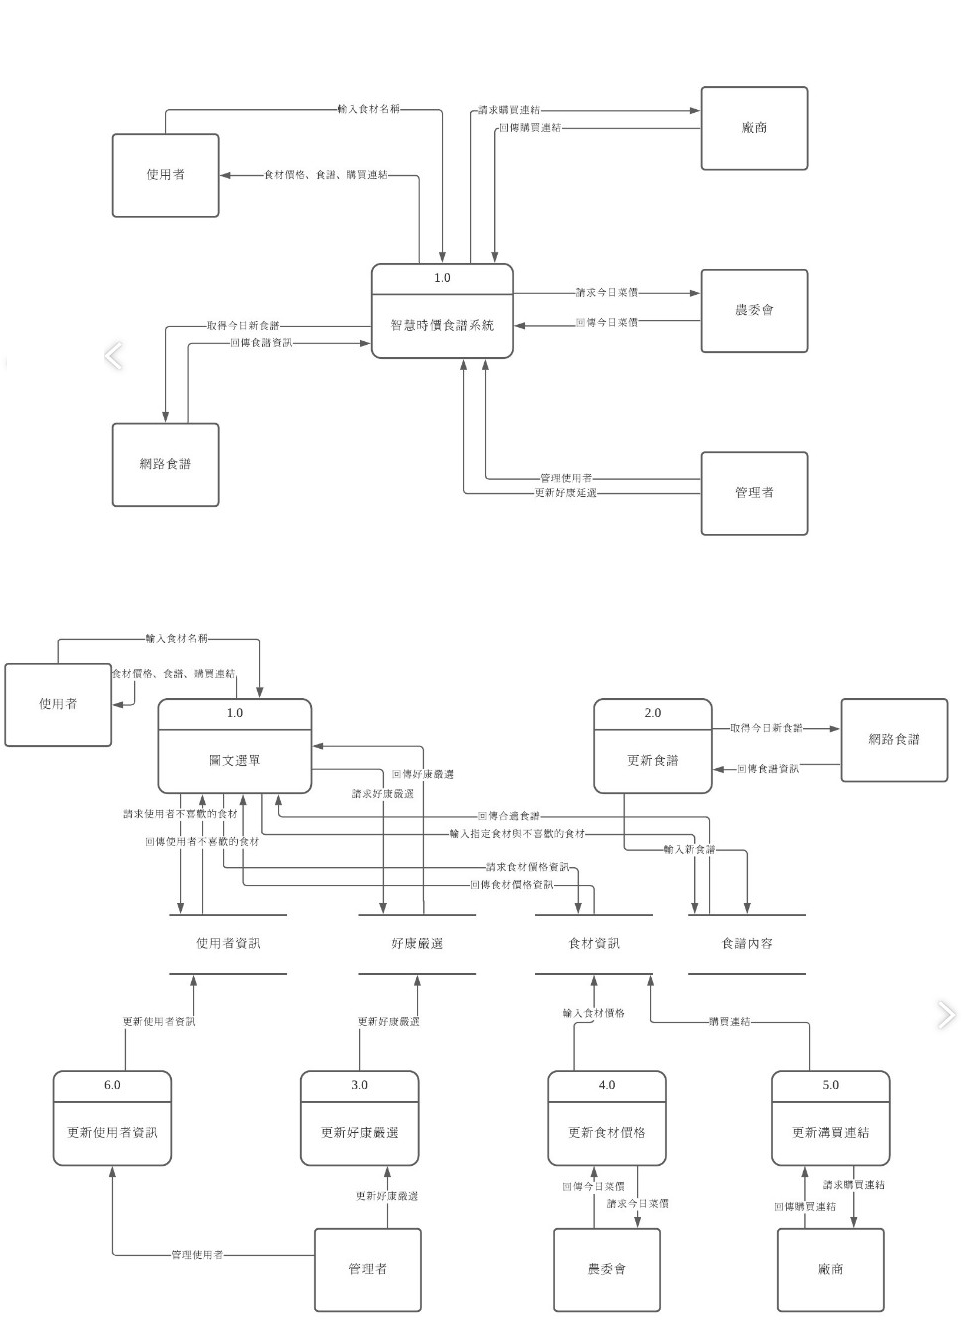 輸入食材名稱
請求購買連結
回傳購買連結
廠商
使用者
食材價格、食譜、購買連結
1.0
智慧時價食譜系統
請求今日菜價
回傳今日菜價
農委會
取得今日新食譜
回傳食譜資訊
網路食譜
管理使用者
更新好康延選
管理者
輸入食材名稱
食材價格、食譜、購買連結
使用者
1.0
圖文選單
2.0
更新食譜
取得今日新食譜
回傳食譜資訊
網路食譜
回傳好康嚴選
請求好康嚴選
請求使用者不喜歡的食材
回傳使用者不喜歡的食材
回傳合適食譜
輸入指定食材與不喜歡的食材
輸入新食譜
請求食材價格資訊
回傳食材價格資訊
使用者資訊
好康嚴選
食材資訊
食譜內容
更新使用者資訊
更新好康嚴選
輸入食材價格
購買連結
6.0
更新使用者資訊
3.0
更新好康嚴選
4.0
更新食材價格
5.0
更新溝買連結
更新好康嚴選
回傳今日菜價
請求今日菜價
請求購買連結
回傳購買連結
管理使用者
管理者
農委會
廠商